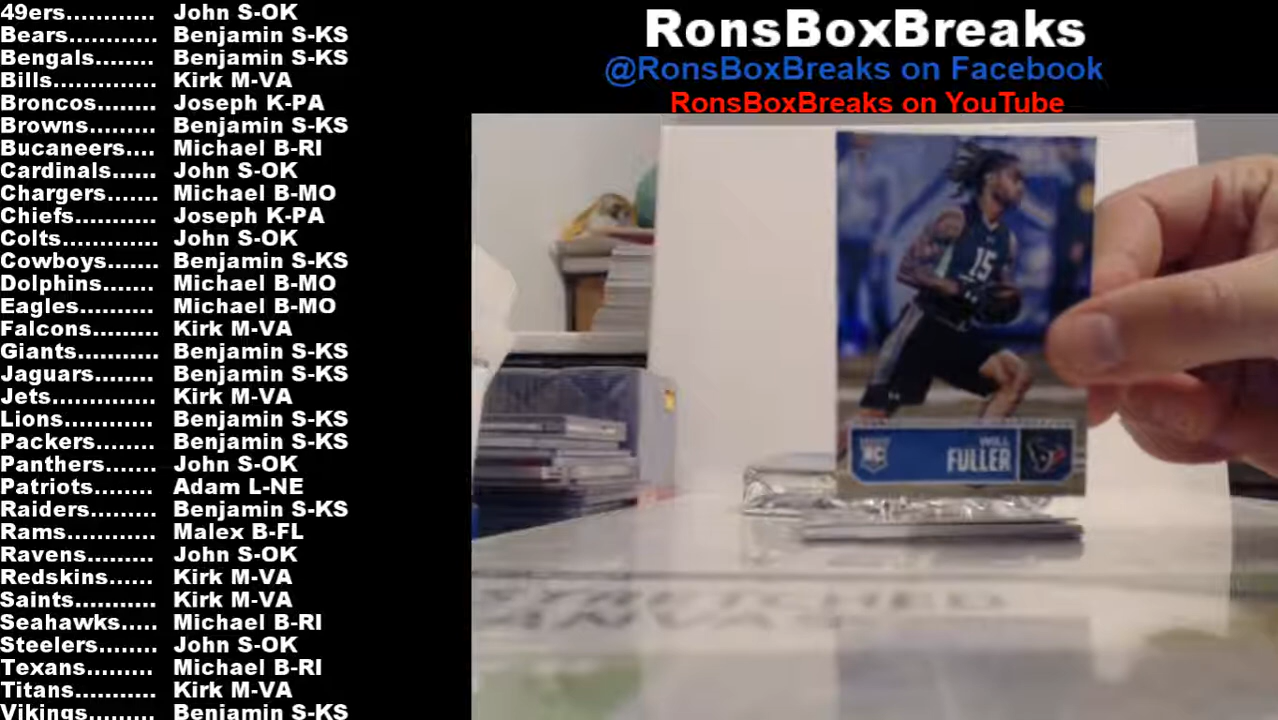 49ers............ John S-OK
Bears............ Benjamin S-KS
Bengals........ Benjamin S-KS
Bills............. Kirk M-VA
Broncos........ Joseph K-PA
Browns......... Benjamin S-KS
Bucaneers.... Michael B-RI
Cardinals...... John S-OK
Chargers....... Michael B-MO
Chiefs........... Joseph K-PA
Colts............. John S-OK
Cowboys....... Benjamin S-KS
Dolphins....... Michael B-MO
Eagles.......... Michael B-MO
Falcons......... Kirk M-VA
Giants........... Benjamin S-KS
Jaguars........ Benjamin S-KS
Jets.............. Kirk M-VA
Lions............ Benjamin S-KS
Packers........ Benjamin S-KS
Panthers....... John S-OK
Patriots......... Adam L-NE
Raiders......... Benjamin S-KS
Rams............ Malex B-FL
Ravens......... John S-OK
Redskins...... Kirk M-VA
Saints........... Kirk M-VA
Seahawks..... Michael B-RI
Steelers........ John S-OK
Texans......... Michael B-RI
Titans........... Kirk M-VA
Vikings......... Benjamin S-KS
RonsBoxBreaks
@RonsBoxBreaks on Facebook
RonsBoxBreaks on YouTube
15
RC
WILL
FULLER
STRETCHED
CANVAS